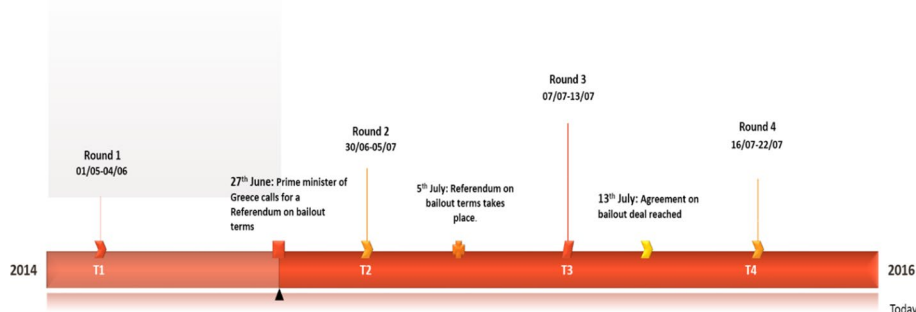 Round 3
07/07-13/07
Round 4
16/07-22/07
Round 2
30/06-05/07
Round 1
01/05-04/06
27th June: Prime minister of
Greece calls for a
Referendum on bailout
terms
5th July: Referendum on
bailout terms takes
place.
13th July: Agreement on
bailout deal reached
2014
T1
T2
T3
T4
2016
Today